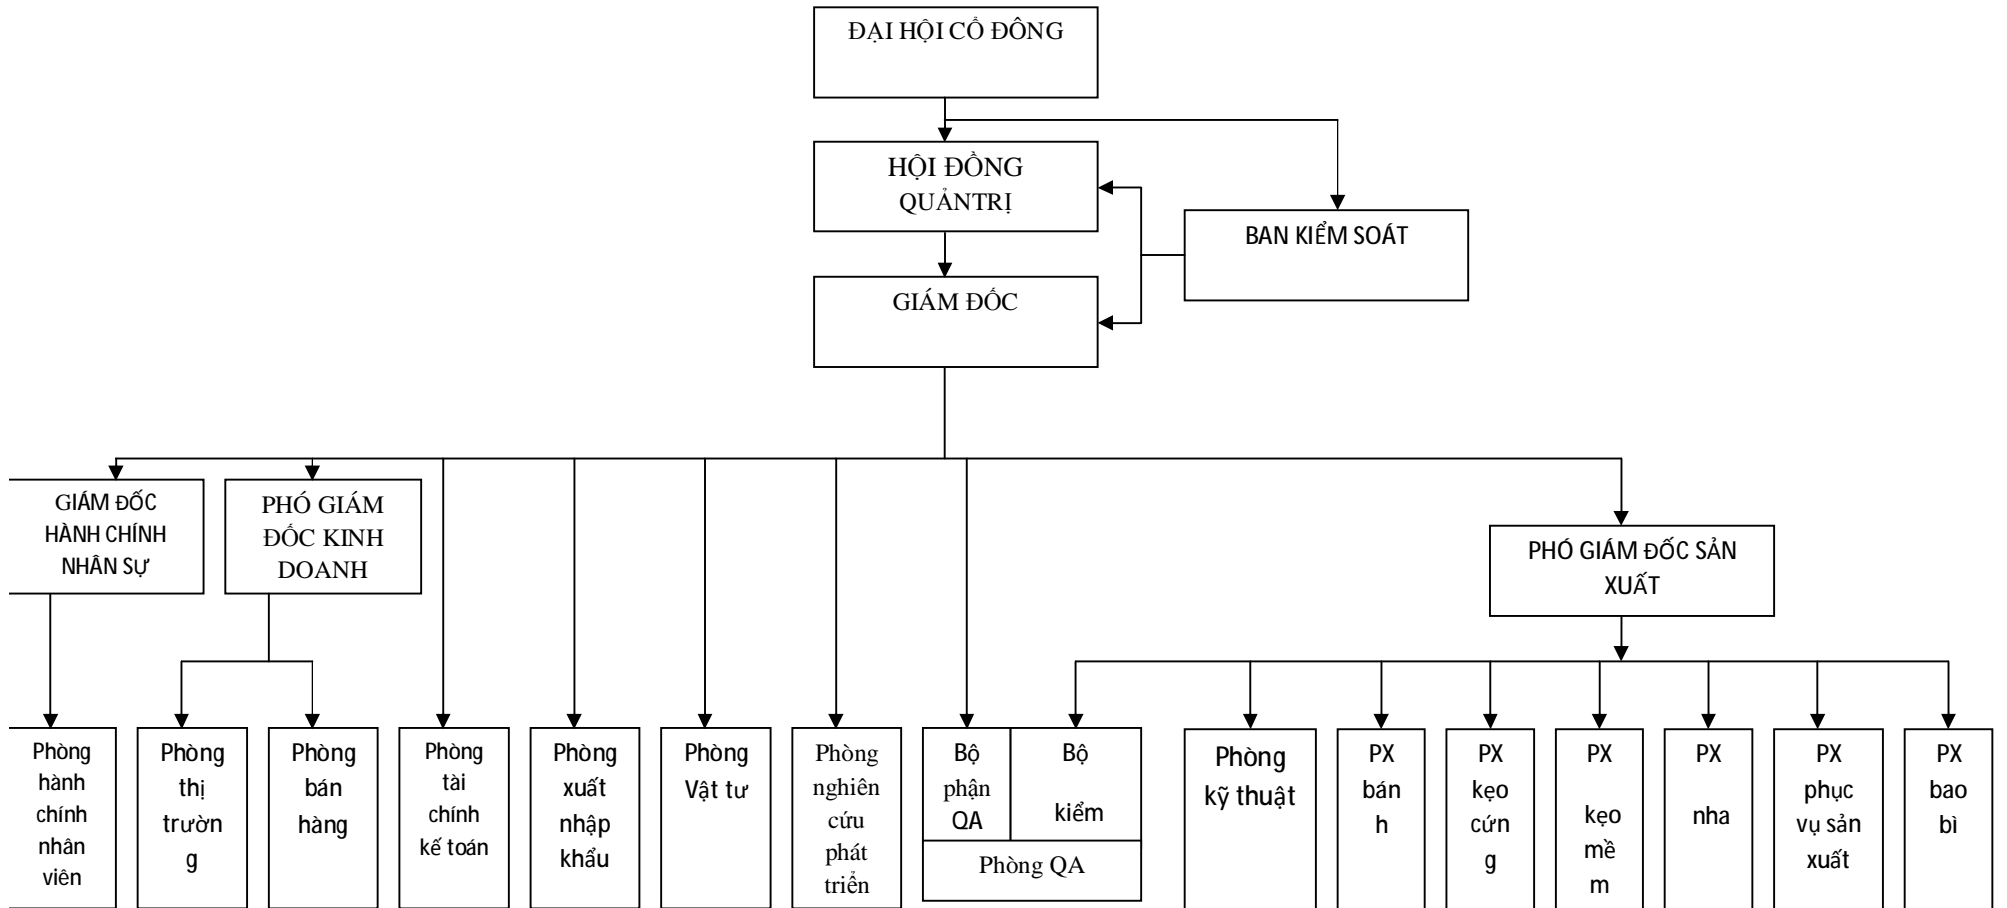 ĐẠI HỘI CỔ ĐÔNG
HỘI ĐỒNG
QUẢNTRỊ
BAN KIỂM SOÁT
GIÁM ĐỐC
GIÁM ĐỐC
HÀNH CHÍNH
NHÂN SỰ
PHÓ GIÁM
ĐỐC KINH
DOANH
PHÓ GIÁM ĐỐC SẢN
XUẤT
Phòng
hành
chính
nhân
viên
Phòng
thị
trườn
g
Phòng
bán
hàng
Phòng
tài
chính
kế toán
Phòng
xuất
nhập
khẩu
Phòng
Vật tư
Phòng
nghiên
cứu
phát
triển
Bộ
phận
QA
Bộ
kiểm
Phòng QA
Phòng
kỹ thuật
PX
bán
h
PX
kẹo
cứn
g
PX
kẹo
mề
m
PX
nha
PX
phục
vụ sản
xuất
PX
bao
bì